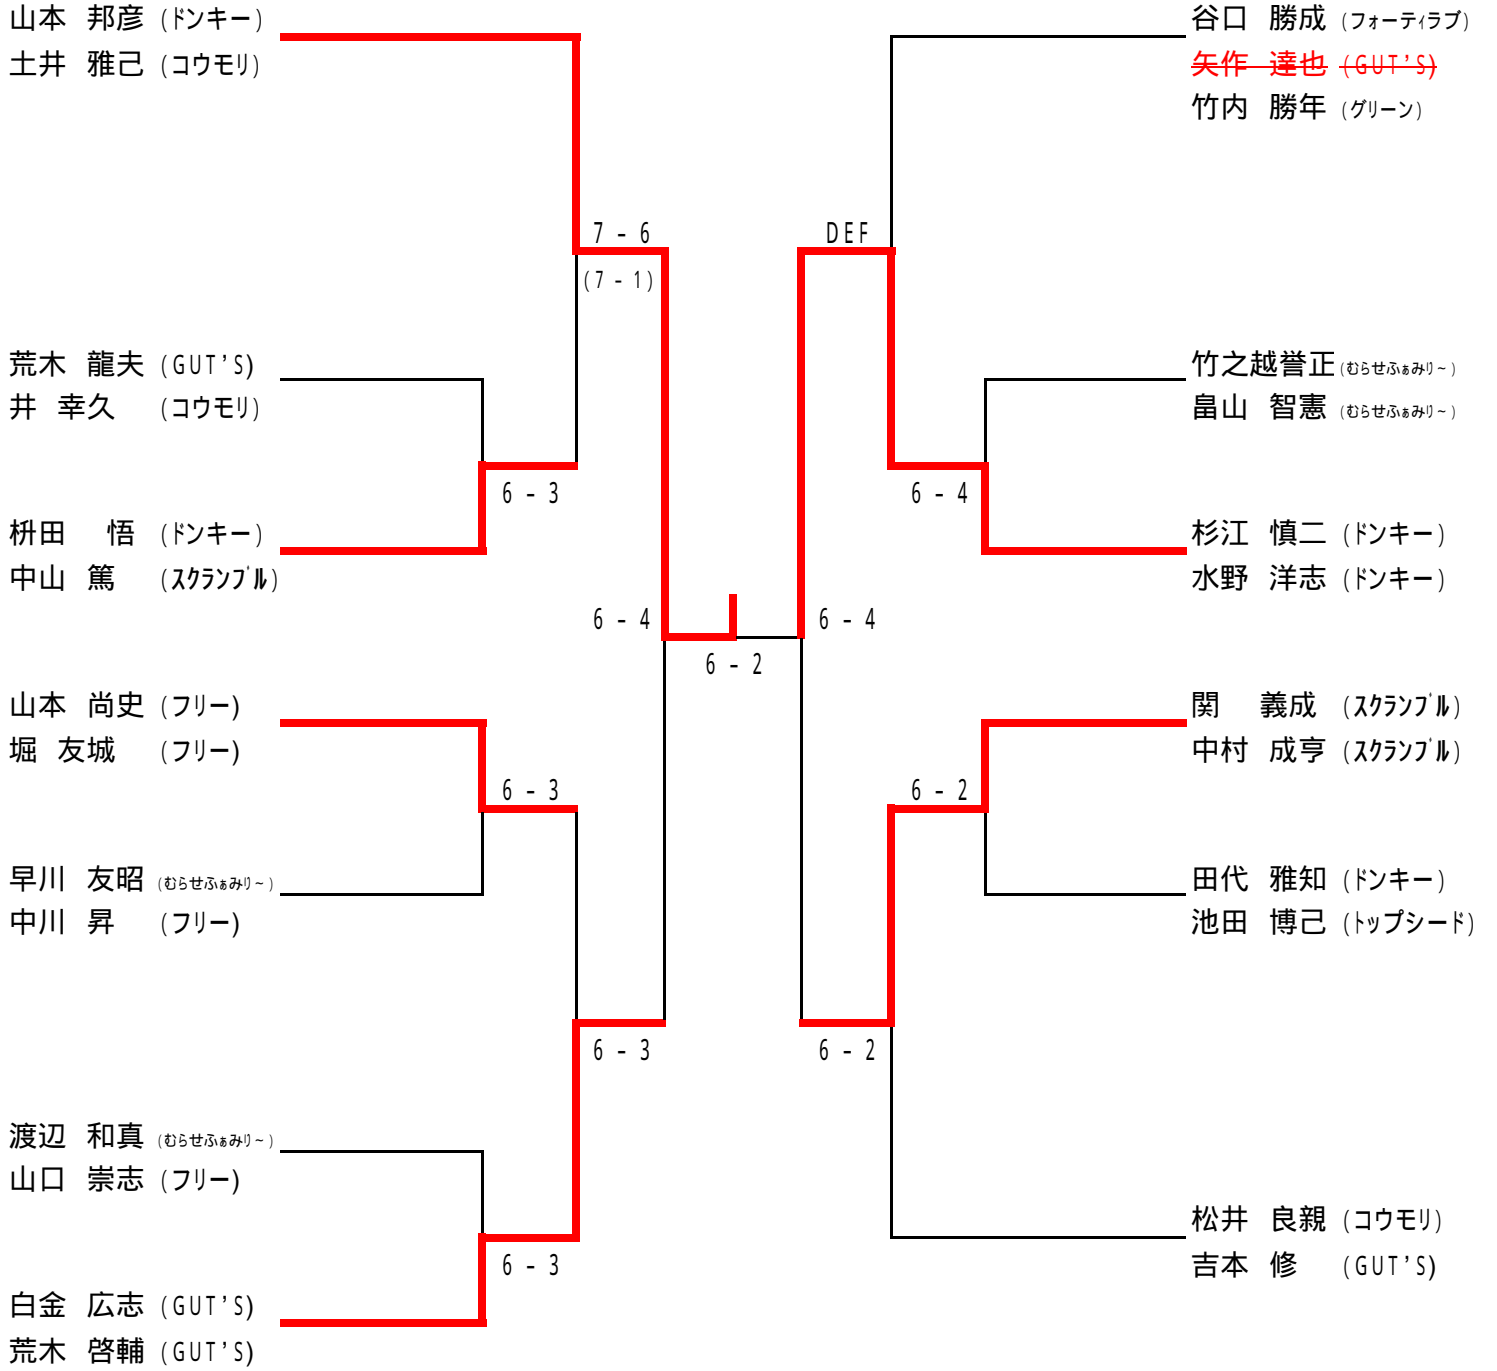 山本 邦彦 (ドンキー)
土井 雅己 (コウモリ)
荒木 龍夫 (GUT'S)
井 幸久 (コウモリ)
枡田 悟 (ドンキー)
中山 篤 (スクランブル)
山本 尚史 (フリー)
堀 友城 (フリー)
早川 友昭 (むらせふぁみり~)
中川 昇 (フリー)
渡辺 和真 (むらせふぁみり~)
山口 崇志 (フリー)
白金 広志 (GUT'S)
荒木 啓輔 (GUT'S)
6 - 3
6 - 3
6 - 3
7 - 6
(7 - 1)
6 - 3
6 - 4
6 - 2
6 - 4
DEF
6 - 2
6 - 4
6 - 2
谷口 勝成 (フォーティラブ)
矢作 達也 (GUT'S)
竹内 勝年 (グリーン)
竹之越誉正 (むらせふぁみり~)
畠山 智憲 (むらせふぁみり~)
杉江 慎二 (ドンキー)
水野 洋志 (ドンキー)
関 義成 (スクランブル)
中村 成亨 (スクランブル)
田代 雅知 (ドンキー)
池田 博己 (トップシード)
松井 良親 (コウモリ)
吉本 修 (GUT'S)